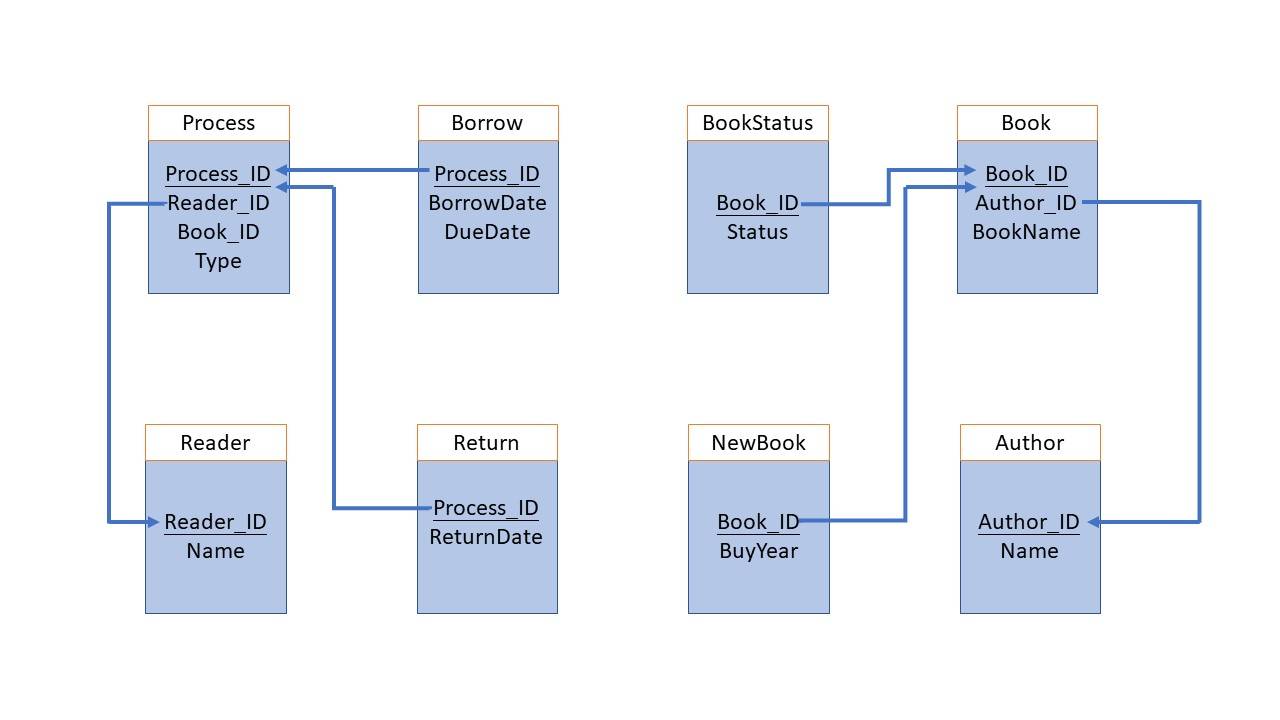 Process
Process_ID
Reader_ID
Book_ID
Type
Borrow
Process_ID
BorrowDate
DueDate
BookStatus
Book_ID
Status
Book
Book_ID
Author_ID
BookName
Reader
Reader_ID
Name
Return
Process_ID
ReturnDate
NewBook
Book_ID
BuyYear
Author
Author_ID
Name